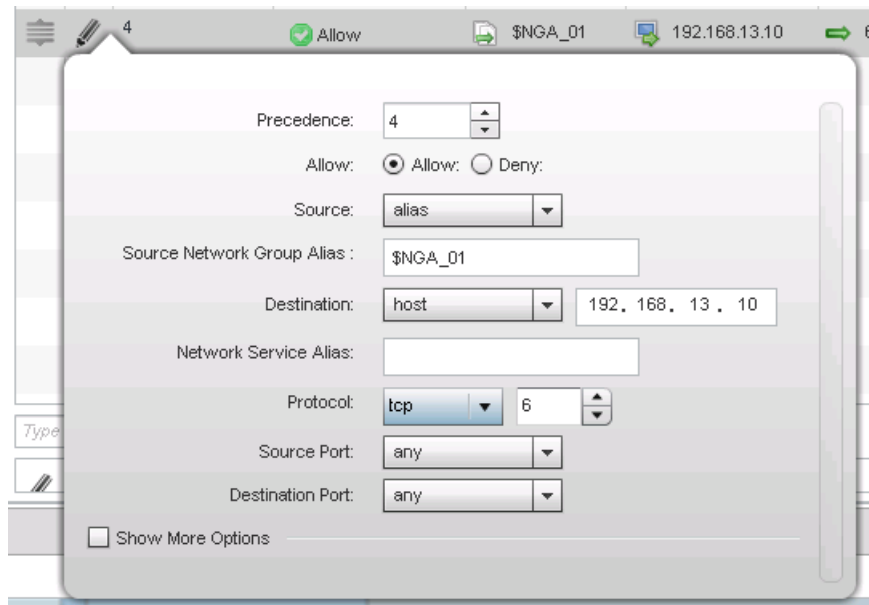 4 Allow $NGA_01 192.168.13.10 6
Precedence: 4
Allow: Allow: Deny:
Source: alias
Source Network Group Alias : $NGA_01
Destination: host 192. 168. 13 . 10
Network Service Alias:
Protocol: tcp 6
Type
Source Port: any
Destination Port: any
Show More Options